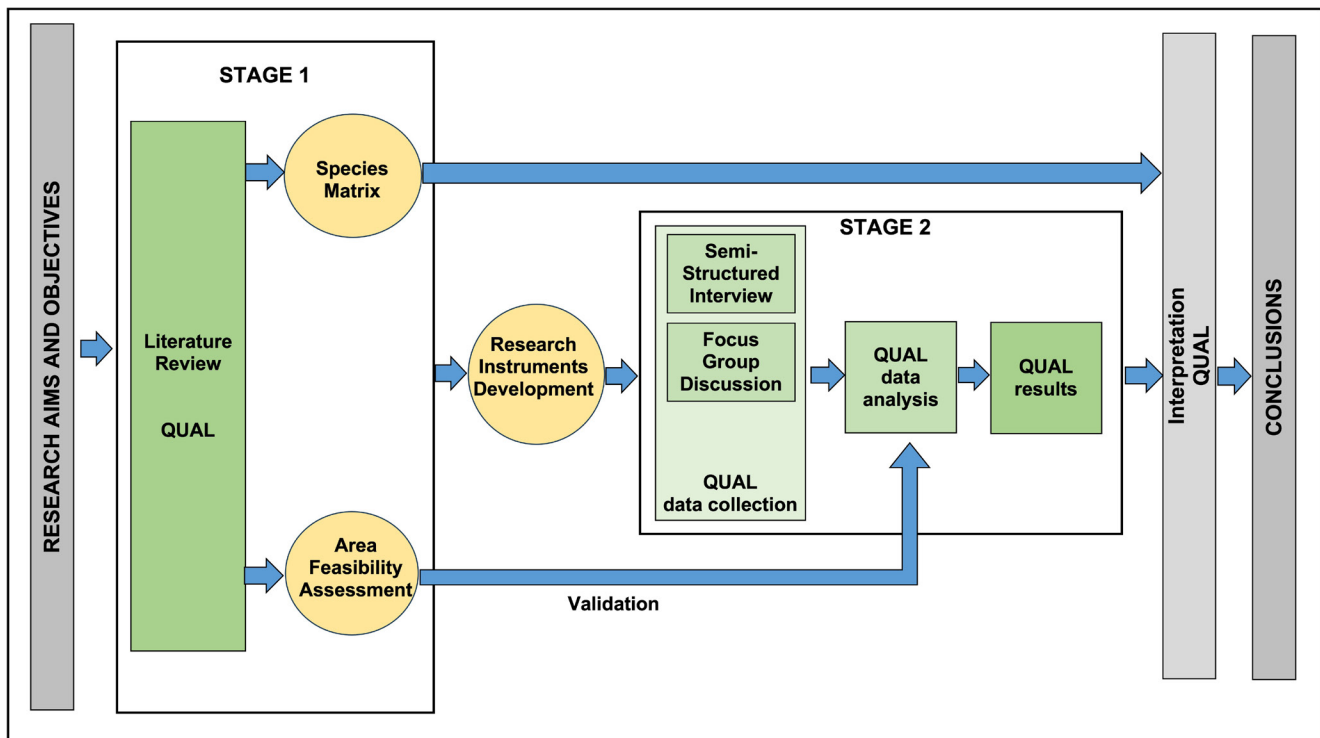 RESEARCH AIMS AND OBJECTIVES
STAGE 1
Literature
Review
QUAL
Species
Matrix
Area
Feasibility
Assessment
Validation
Research
Instruments
Development
STAGE 2
Semi-
Structured
Interview
Focus
Group
Discussion
QUAL
data collection
QUAL
data
analysis
QUAL
results
Interpretation
QUAL
CONCLUSIONS